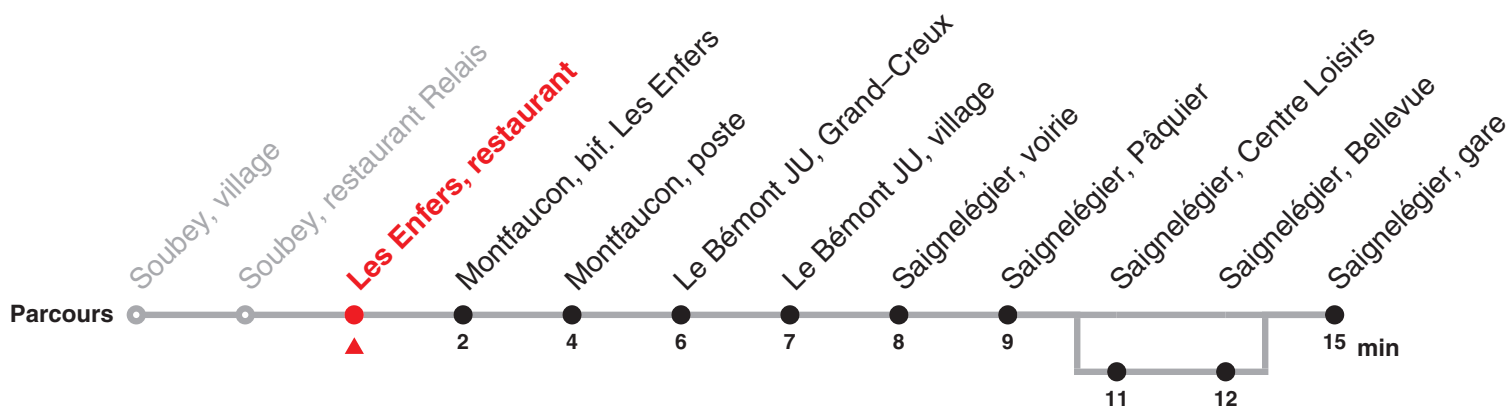 Soubey, village
Soubey, restaurant Relais
Les Enfers, restaurant
Montfaucon, bif. Les Enfers
Montfaucon, poste
Le Bémont JU, Grand–Creux
Le Bémont JU, village
Saignelégier, voirie
Saignelégier, Pâquier
Saignelégier, Centre Loisirs
Saignelégier, Bellevue
Saignelégier, gare
Parcours
2 4 6 7 8 9 15 min
11 12